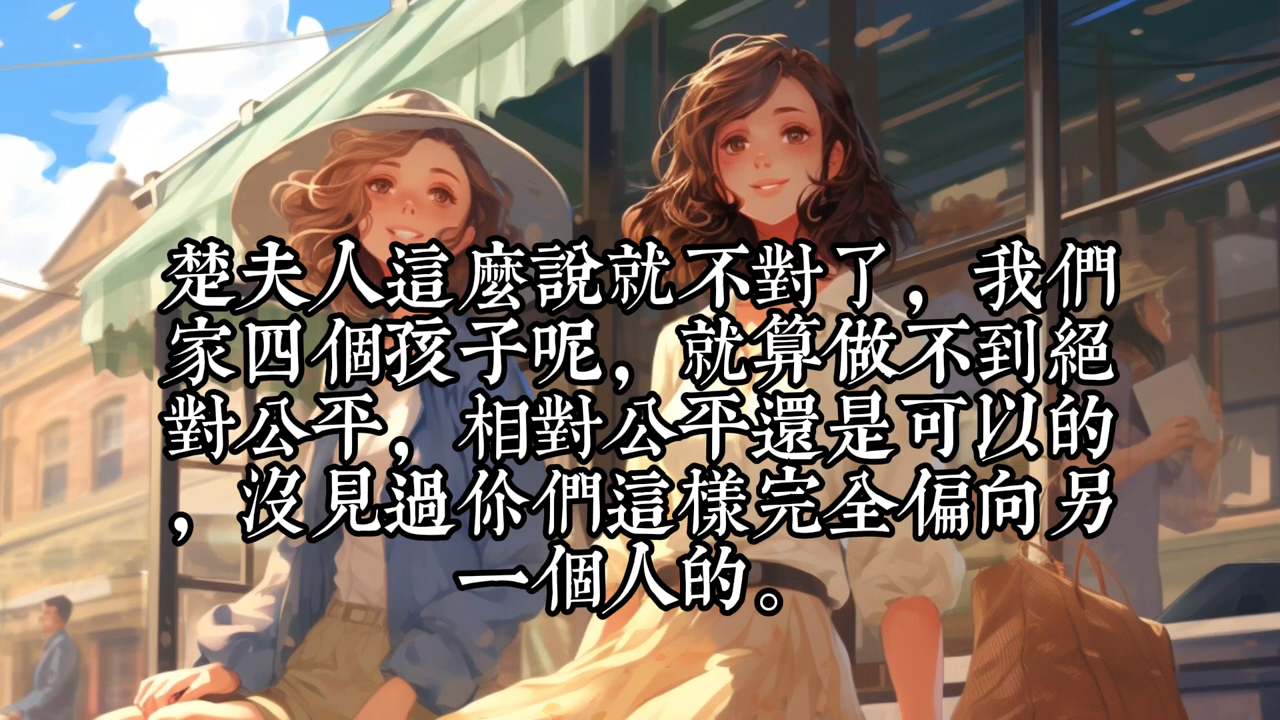 楚夫人這麼說就不對了，我們
家四個孩子呢，就算做不到絕
對公平，相對公平還是可以的
，沒見過你們這樣完全偏向另
一個人的。